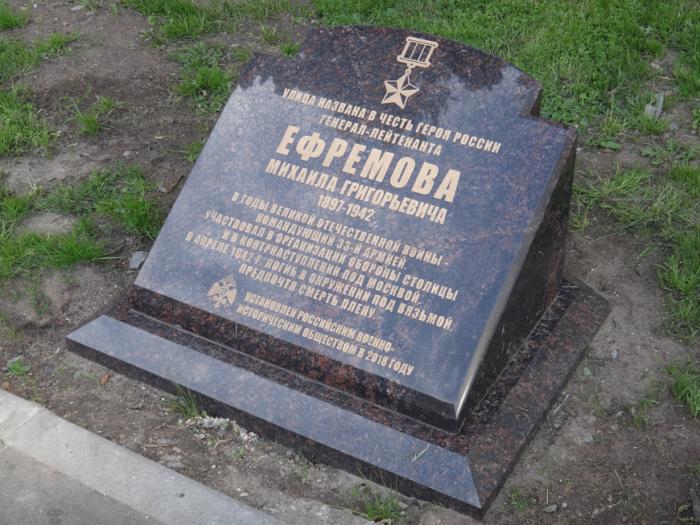 УЛИЦА НАЗВАНА В ЧЕСТЬ ГЕРОЯ РОССИИ
ГЕНЕРАЛ-ЛЕЙТЕНАНТА
ЕФРЕМОВА
МИХАИЛА ГРИГОРЬЕВИЧА
1897-1942
В ГОДЫ ВЕЛИКОЙ ОТЕЧЕСТВЕННОЙ ВОЙНЫ -
КОМАНДУЮЩИЙ 33-Й АРМИЕЙ,
УЧАСТВОВАЛ В ОРГАНИЗАЦИИ ОБОРОНЫ СТОЛИЦЫ
И В КОНТРНАСТУПЛЕНИИ ПОД МОСКВОЙ.
В АПРЕЛЕ 1942 Г. ПОГИБ В ОКРУЖЕНИИ ПОД ВЯЗЬМОЙ,
ПРЕДПОЧТЯ СМЕРТЬ ПЛЕНУ.
УСТАНОВЛЕН РОССИЙСКИМ ВОЕННО-
ИСТОРИЧЕСКИМ ОБЩЕСТВОМ В 2018 ГОДУ